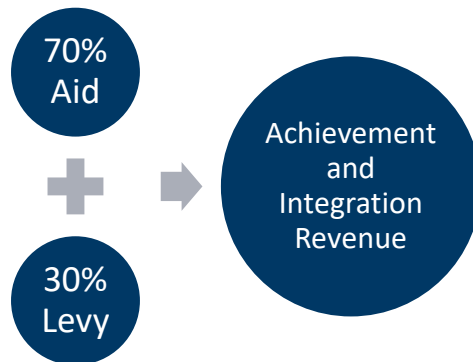 70%
Aid
30%
Levy
Achievement
and
Integration
Revenue